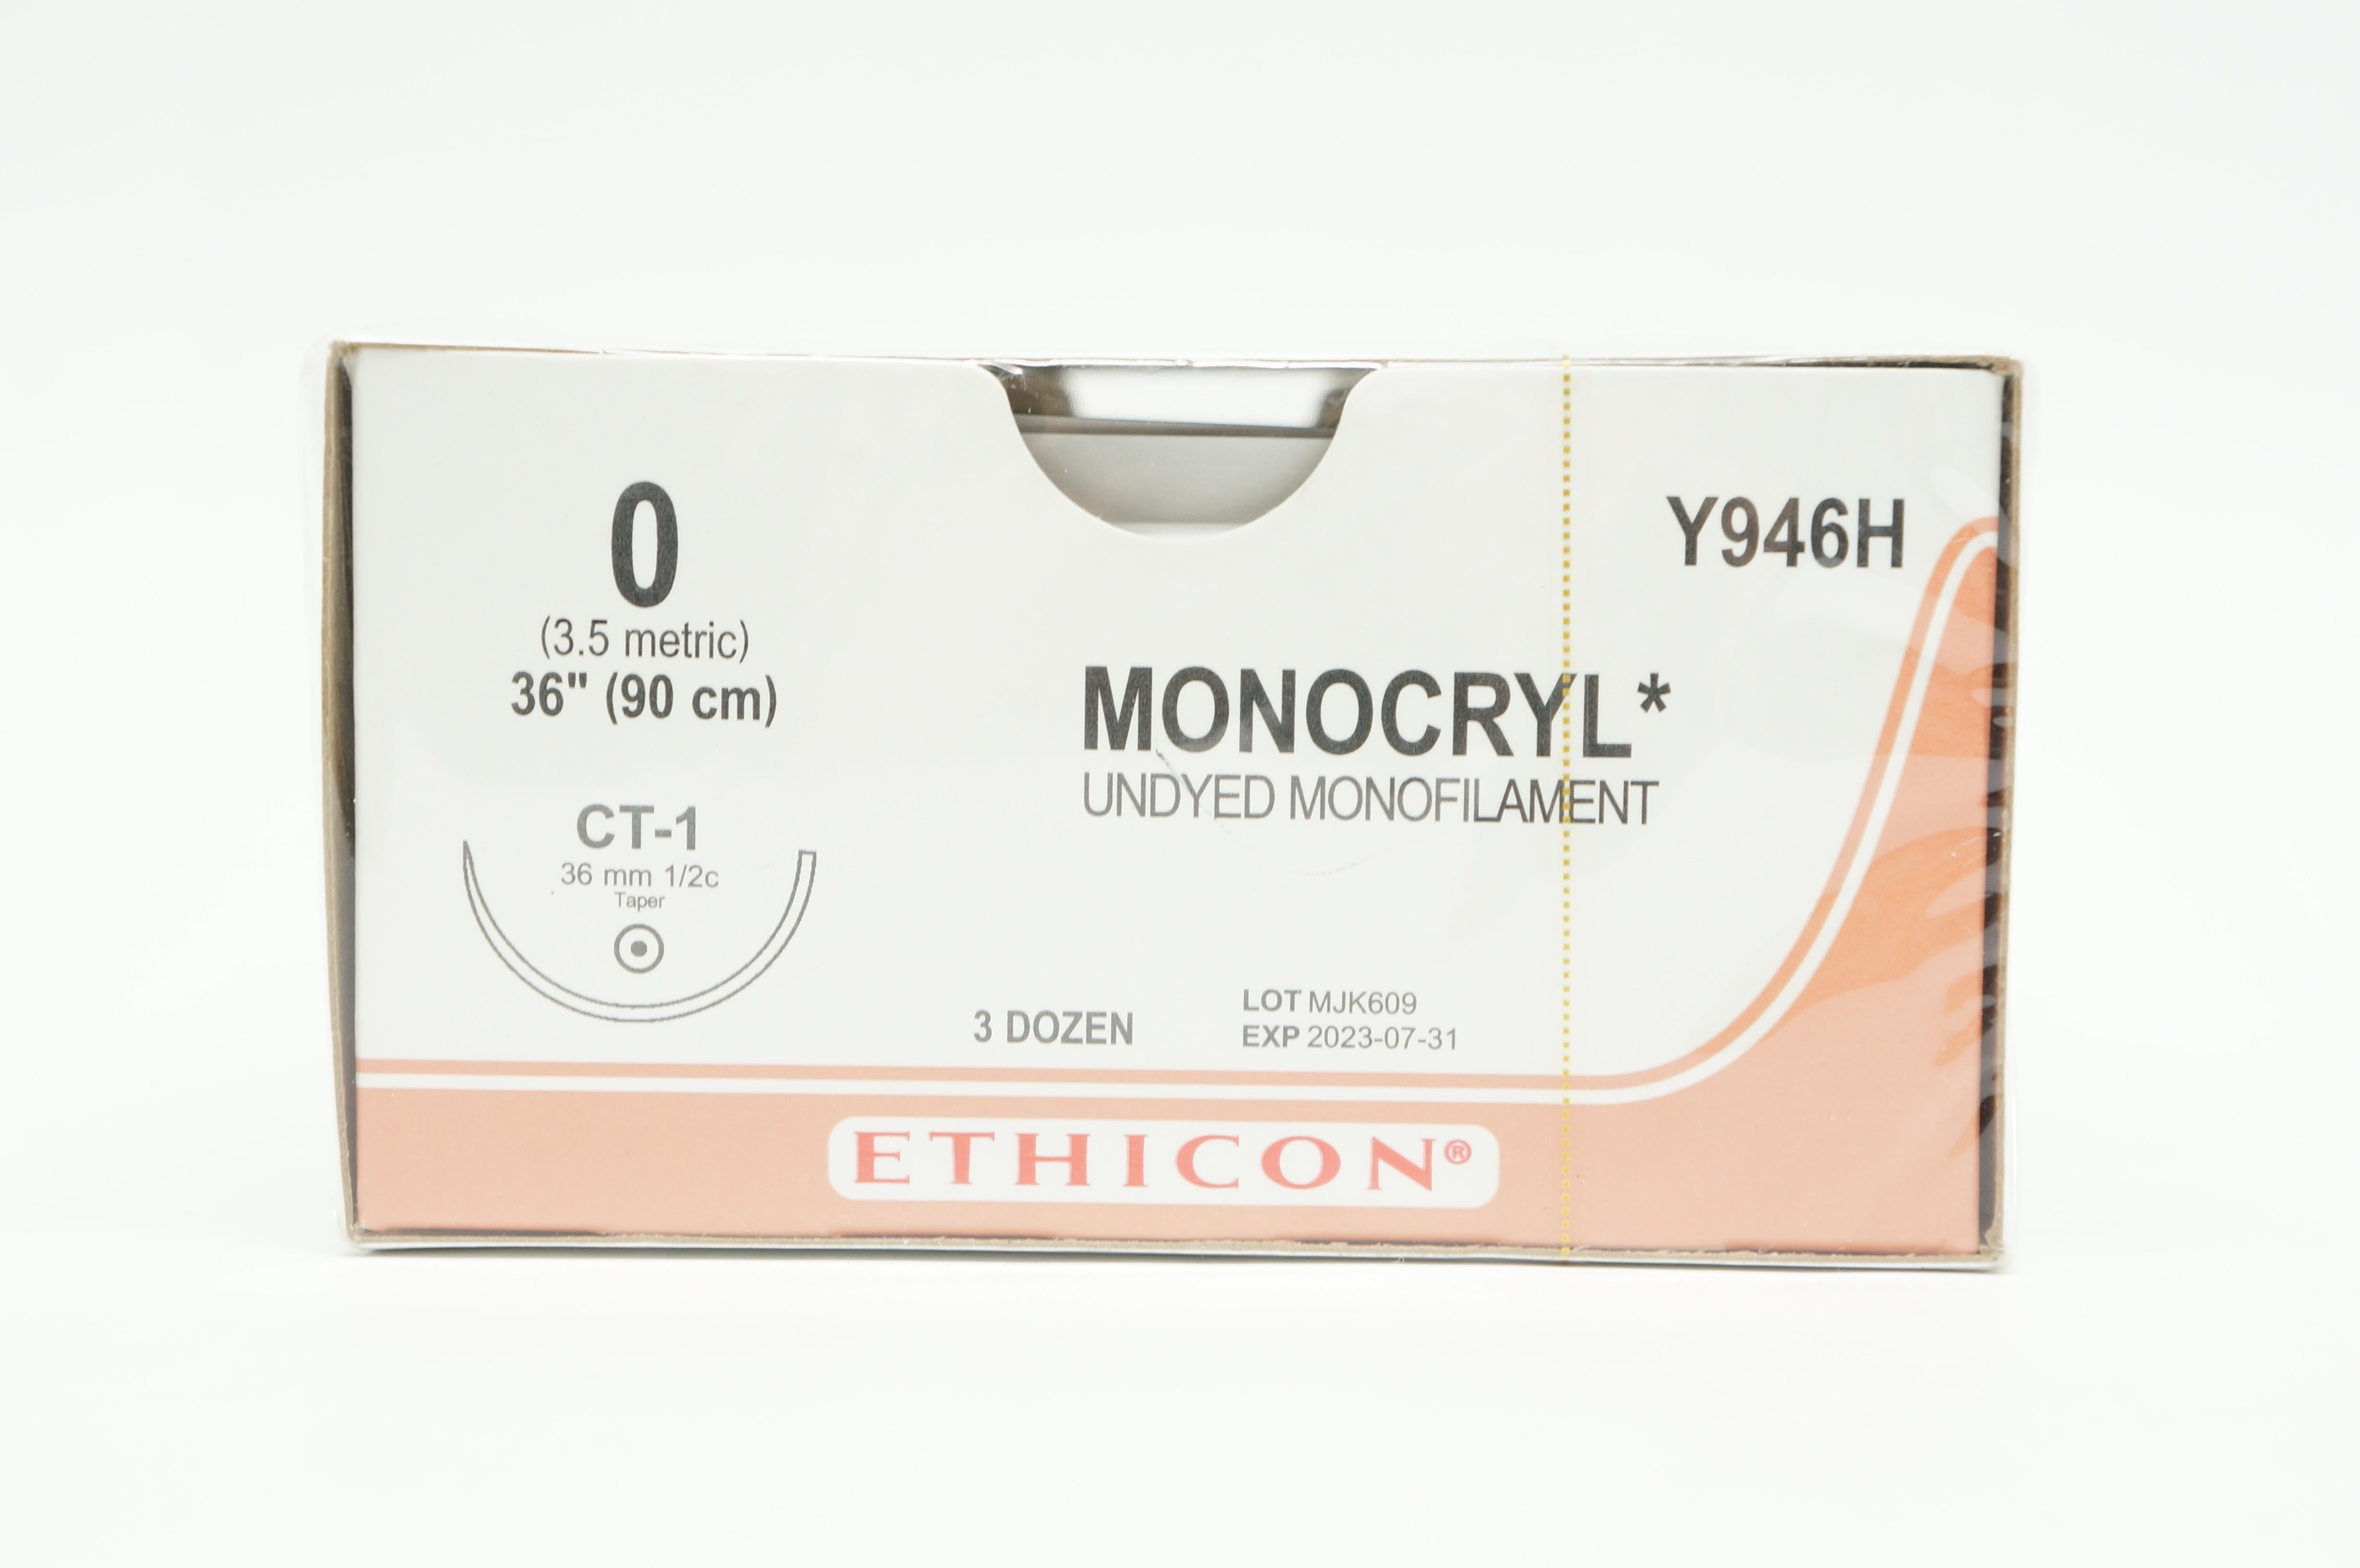 0
(3.5 metric)
36" (90 cm)
CT-1
36 mm 1/2c
Taper
Y946H
MONOCRYL*
UNDYED MONOFILAMENT
3 DOZEN
LOT MJK609
EXP 2023-07-31
ETHICON®